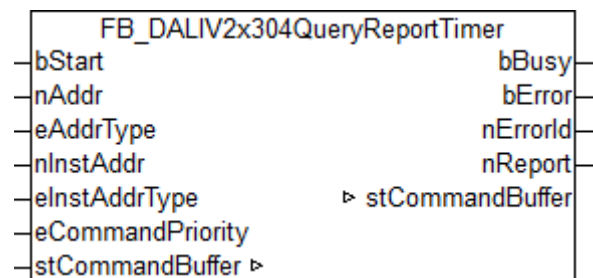 FB_DALIV2x304QueryReportTimer
bStart bBusy
nAddr bError
eAddrType nErrorId
nInstAddr nReport
eInstAddrType ▹ stCommandBuffer
eCommandPriority
stCommandBuffer ▹